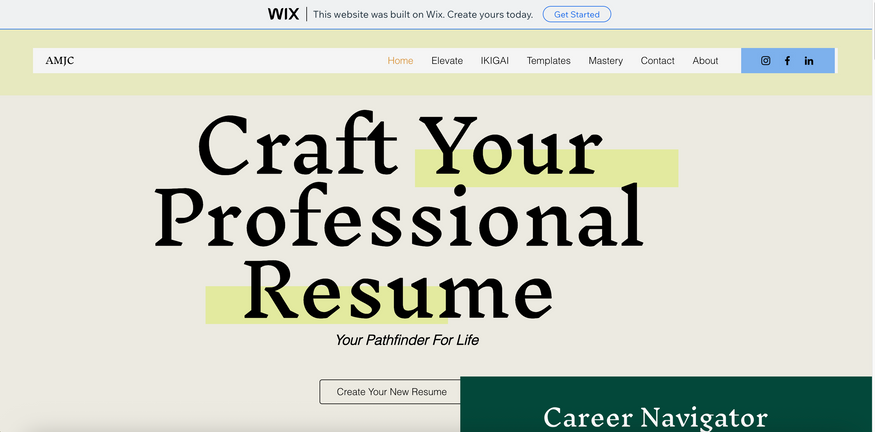 WIX This website was built on Wix. Create yours today. Get Started
AMJC Home Elevate IKIGAI Templates Mastery Contact About
Craft Your
Professional
Resume
Your Pathfinder For Life
Create Your New Resume
Career Navigator